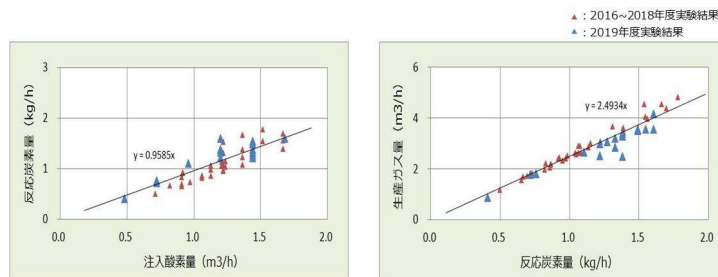 ▲：2016~2018年度実験結果
▲：2019年度実験結果
反応炭素量（kg/h）
3
2
1
0
y = 0.9585x
0.0 0.5 1.0 1.5 2.0
注入酸素量（m3/h）
生産ガス量（m3/h）
6
4
2
0
y = 2.4934x
0.0 0.5 1.0 1.5 2.0
反応炭素量（kg/h）